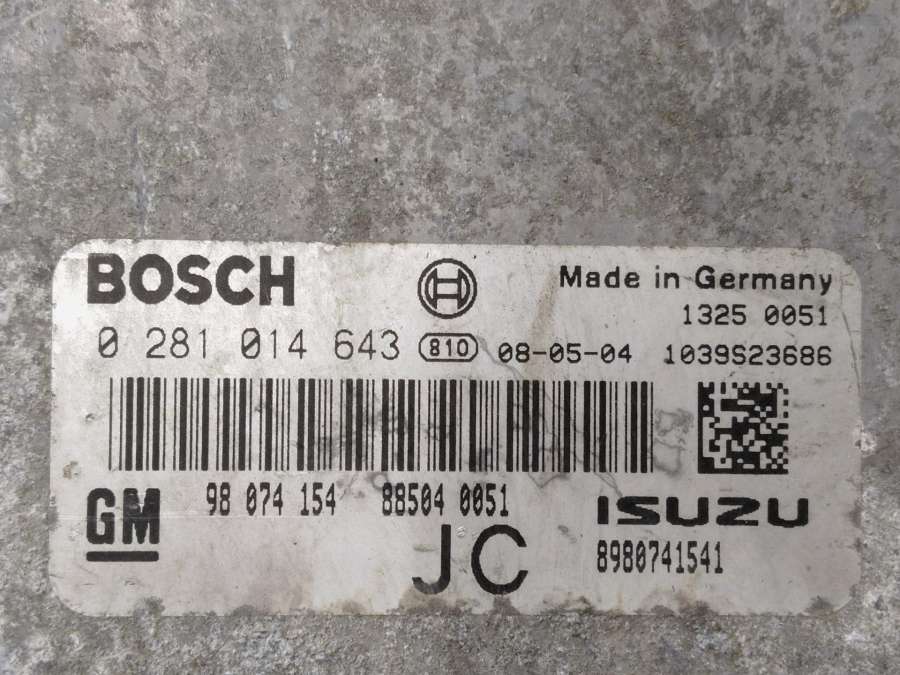 BOSCH
Made in Germany
1325 0051
0 281 014 643 810 08-05-04 1039S23686
GM 98 074 154 88504 0051 ISUZU
JC 8980741541